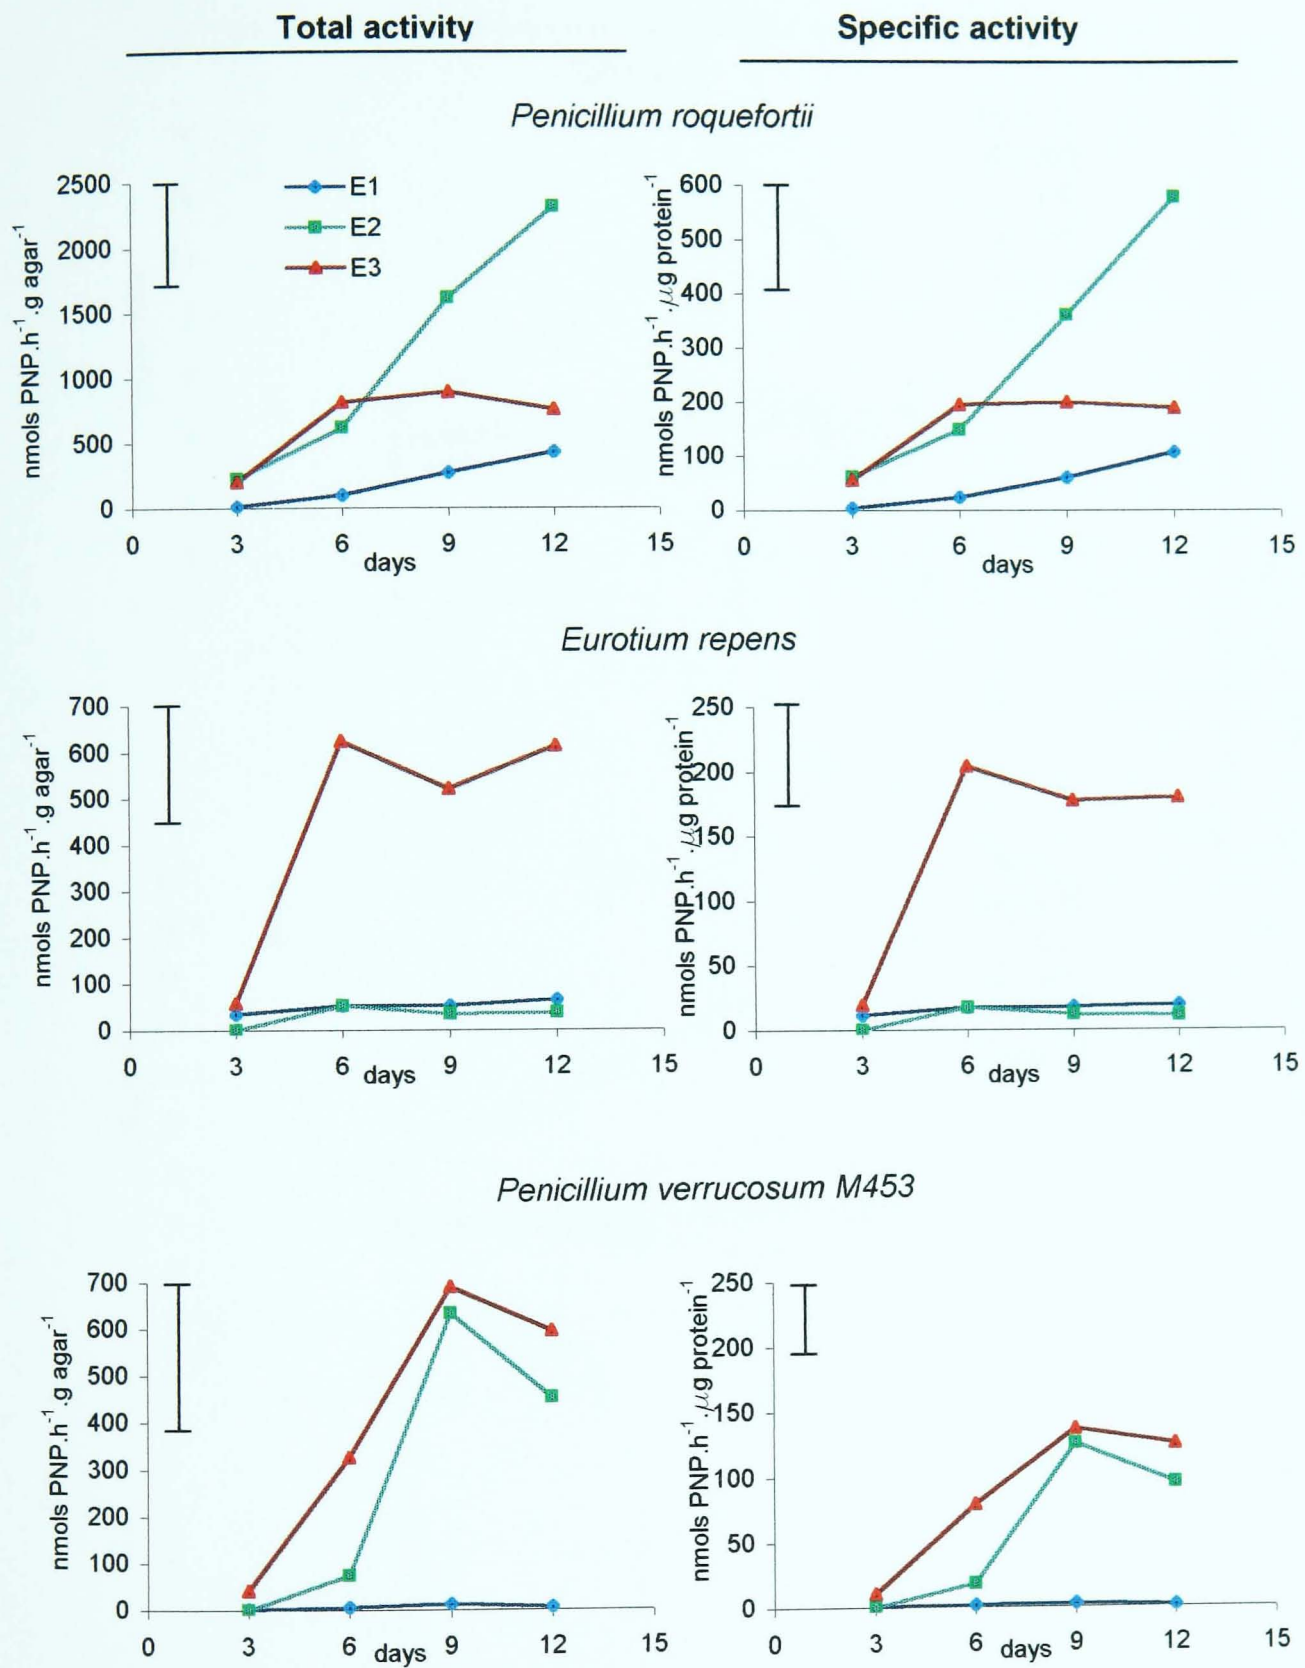 Total activity
Specific activity
Penicillium roquefortii
nmols PNP.h⁻¹.g agar⁻¹
2500
2000
1500
1000
500
0
E1
E2
E3
0 3 6 9 12 15
days
nmols PNP.h⁻¹.µg protein⁻¹
600
500
400
300
200
100
0
0 3 6 9 12 15
days
Eurotium repens
nmols PNP.h⁻¹.g agar⁻¹
700
600
500
400
300
200
100
0
0 3 6 9 12 15
days
nmols PNP.h⁻¹.µg protein⁻¹
250
200
150
100
50
0
0 3 6 9 12 15
days
Penicillium verrucosum M453
nmols PNP.h⁻¹.g agar⁻¹
700
600
500
400
300
200
100
0
0 3 6 9 12 15
days
nmols PNP.h⁻¹.µg protein⁻¹
250
200
150
100
50
0
0 3 6 9 12 15
days